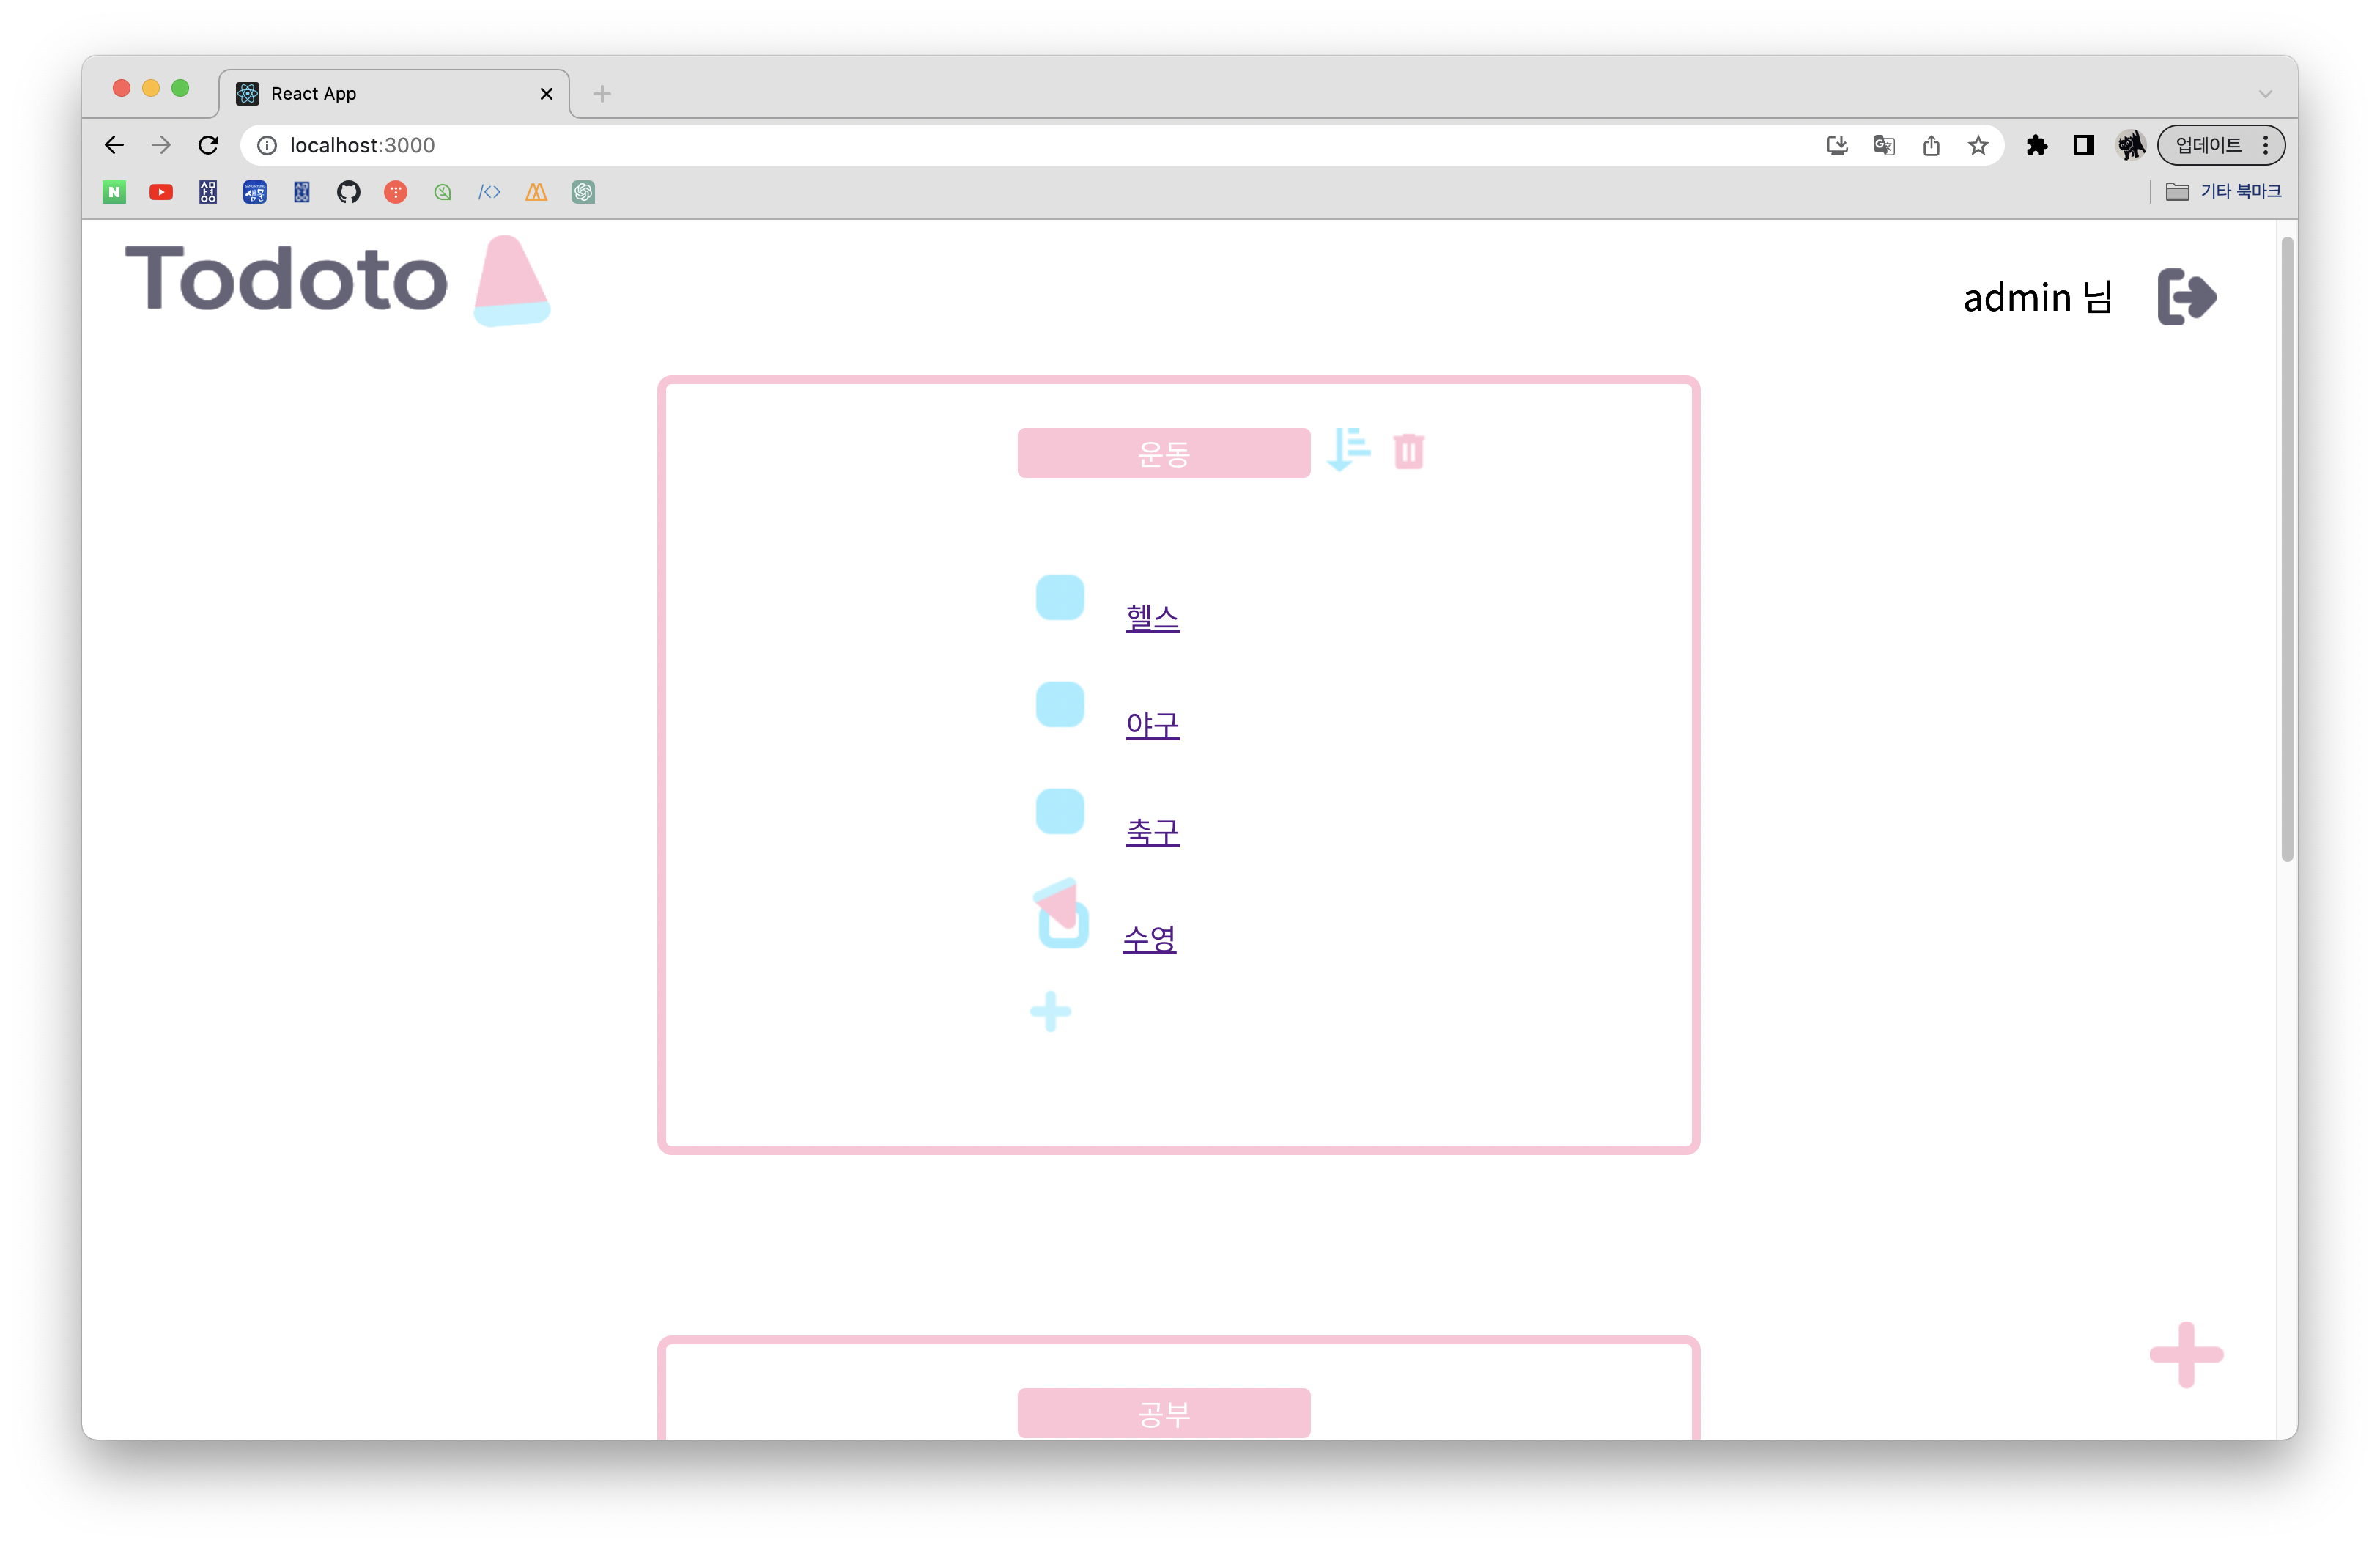 React App
localhost:3000
업데이트
기타 북마크
Todoto
admin 님
운동
헬스
야구
축구
수영
공부